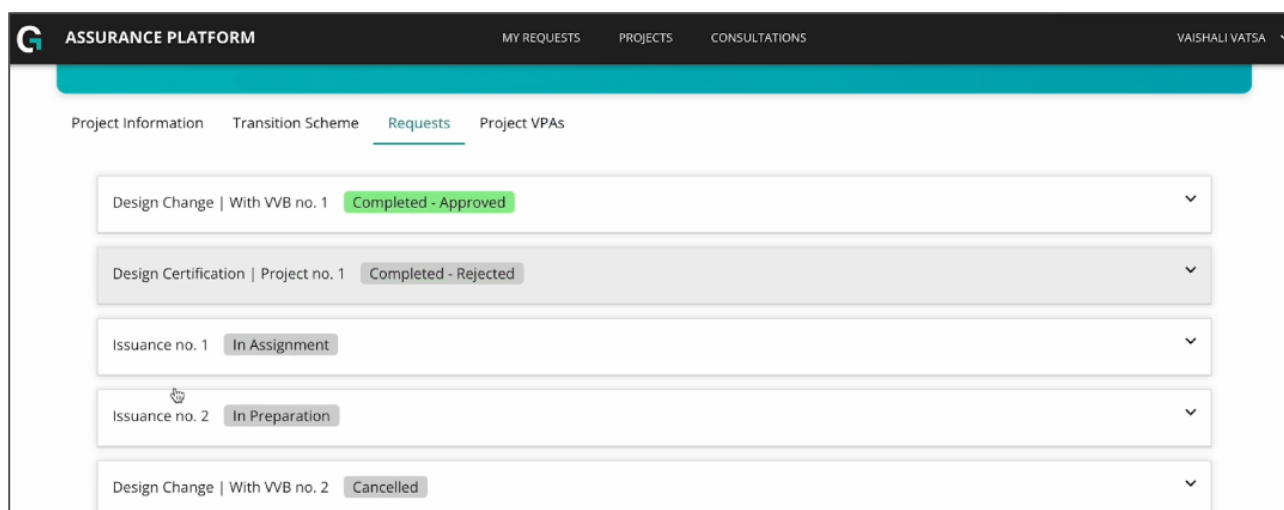 ASSURANCE PLATFORM MY REQUESTS PROJECTS CONSULTATIONS VAISHALI VATSA
Project Information Transition Scheme Requests Project VPAs
Design Change | With VVB no. 1 Completed - Approved
Design Certification | Project no. 1 Completed - Rejected
Issuance no. 1 In Assignment
Issuance no. 2 In Preparation
Design Change | With VVB no. 2 Cancelled